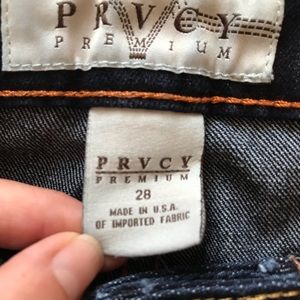 PRVCY
PREMIUM
PRVCY
PREMIUM
28
MADE IN U.S.A.
OF IMPORTED FABRIC